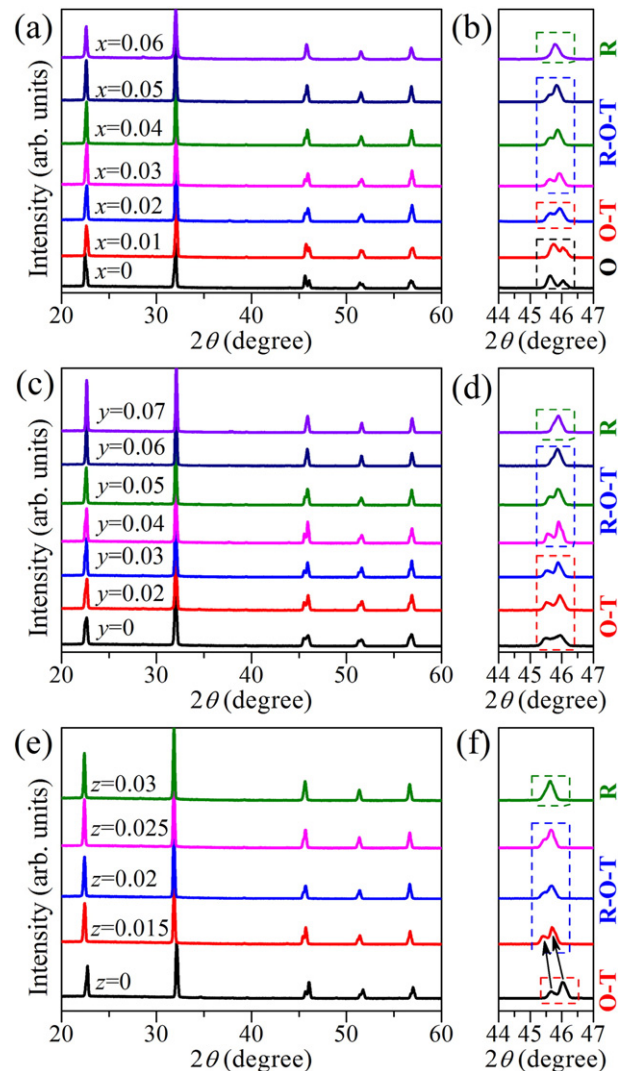 (a)
x=0.06
x=0.05
x=0.04
x=0.03
x=0.02
x=0.01
x=0
Intensity (arb. units)
20 30 40 50 60
2θ (degree)
(b)
R
R-O-T
O-T
O
44 45 46 47
2θ (degree)
(c)
y=0.07
y=0.06
y=0.05
y=0.04
y=0.03
y=0.02
y=0
Intensity (arb. units)
20 30 40 50 60
2θ (degree)
(d)
R
R-O-T
O-T
44 45 46 47
2θ (degree)
(e)
z=0.03
z=0.025
z=0.02
z=0.015
z=0
Intensity (arb. units)
20 30 40 50 60
2θ (degree)
(f)
R
R-O-T
O-T
44 45 46 47
2θ (degree)